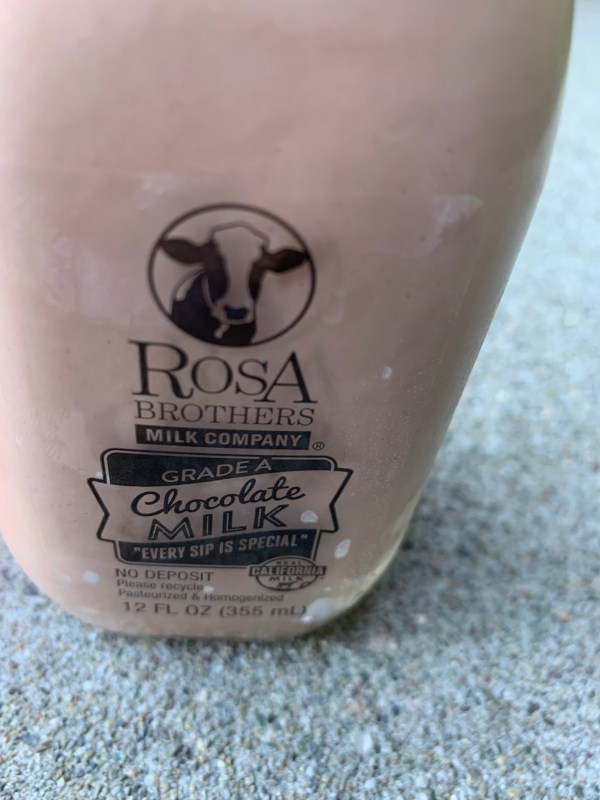 ROSA
BROTHERS
MILK COMPANY ®
GRADE A
Chocolate
MILK
"EVERY SIP IS SPECIAL"
NO DEPOSIT
Please recycle
Pasteurized & Homogenized
12 FL OZ (355 mL)
REAL
CALIFORNIA
MILK